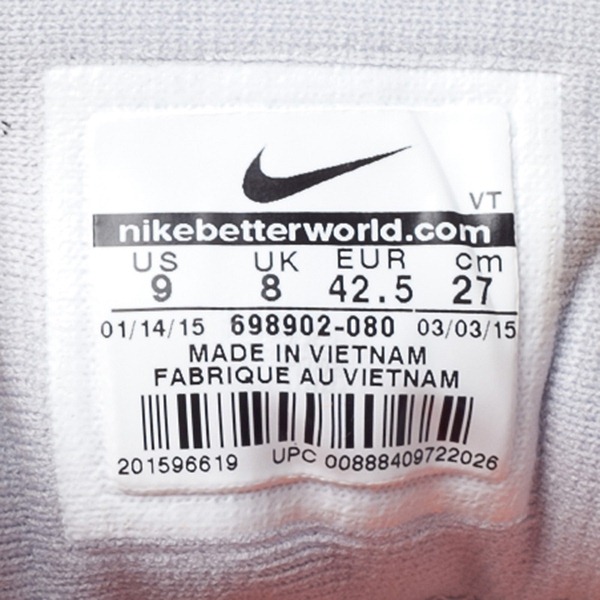 VT
nikebetterworld.com
US UK EUR cm
9 8 42.5 27
01/14/15 698902-080 03/03/15
MADE IN VIETNAM
FABRIQUE AU VIETNAM
201596619 UPC 00888409722026